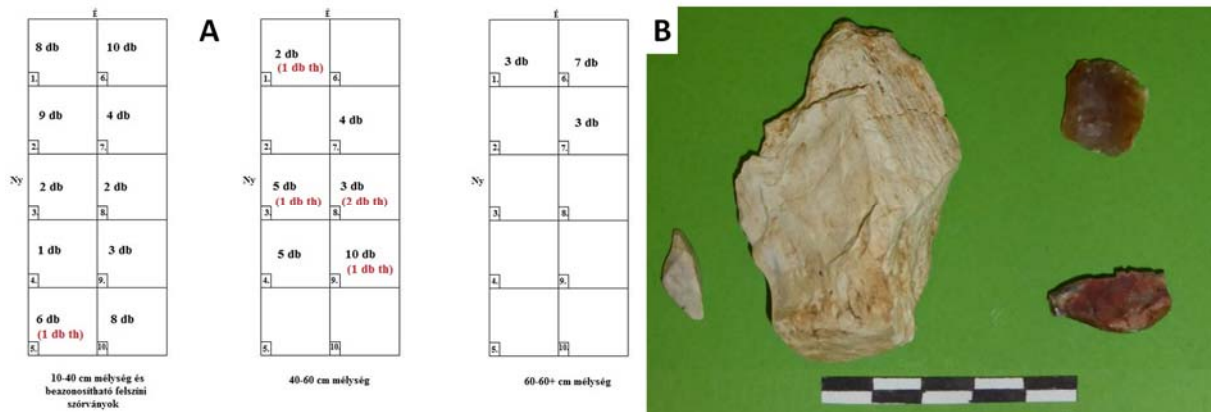 É
A
8 db
10 db
1.
6.
9 db
4 db
2.
7.
Ny
2 db
2 db
3.
8.
1 db
3 db
4.
9.
6 db
(1 db th)
8 db
5.
10.
10-40 cm mélység és
beazonosítható felszíni
szórványok
É
2 db
(1 db th)
1.
6.
4 db
2.
7.
Ny
5 db
(1 db th)
3 db
(2 db th)
3.
8.
5 db
10 db
(1 db th)
4.
9.
5.
10.
40-60 cm mélység
É
3 db
7 db
1.
6.
3 db
2.
7.
Ny
3.
8.
4.
9.
5.
10.
60-60+ cm mélység
B